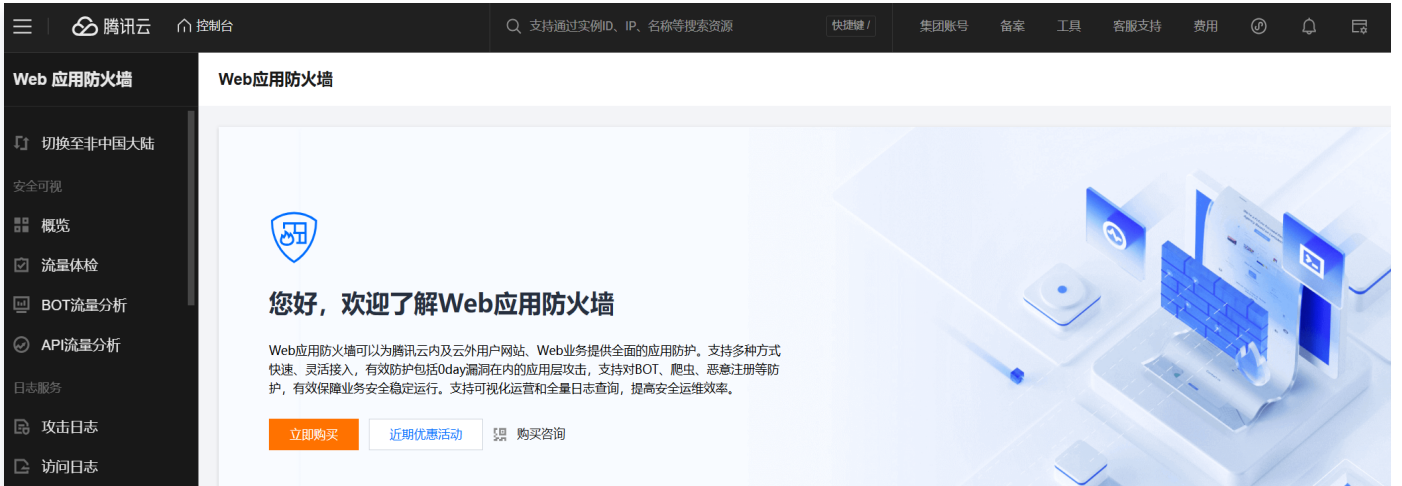 腾讯云
控制台
支持通过实例ID、IP、名称等搜索资源
快捷键 /
集团账号
备案
工具
客服支持
费用
Web 应用防火墙
切换至非中国大陆
安全可视
概览
流量体检
BOT流量分析
API流量分析
日志服务
攻击日志
访问日志
Web应用防火墙
您好，欢迎了解Web应用防火墙
Web应用防火墙可以为腾讯云内及云外用户网站、Web业务提供全面的应用防护。支持多种方式
快速、灵活接入，有效防护包括0day漏洞在内的应用层攻击，支持对BOT、爬虫、恶意注册等防
护，有效保障业务安全稳定运行。支持可视化运营和全量日志查询，提高安全运维效率。
立即购买
近期优惠活动
购买咨询